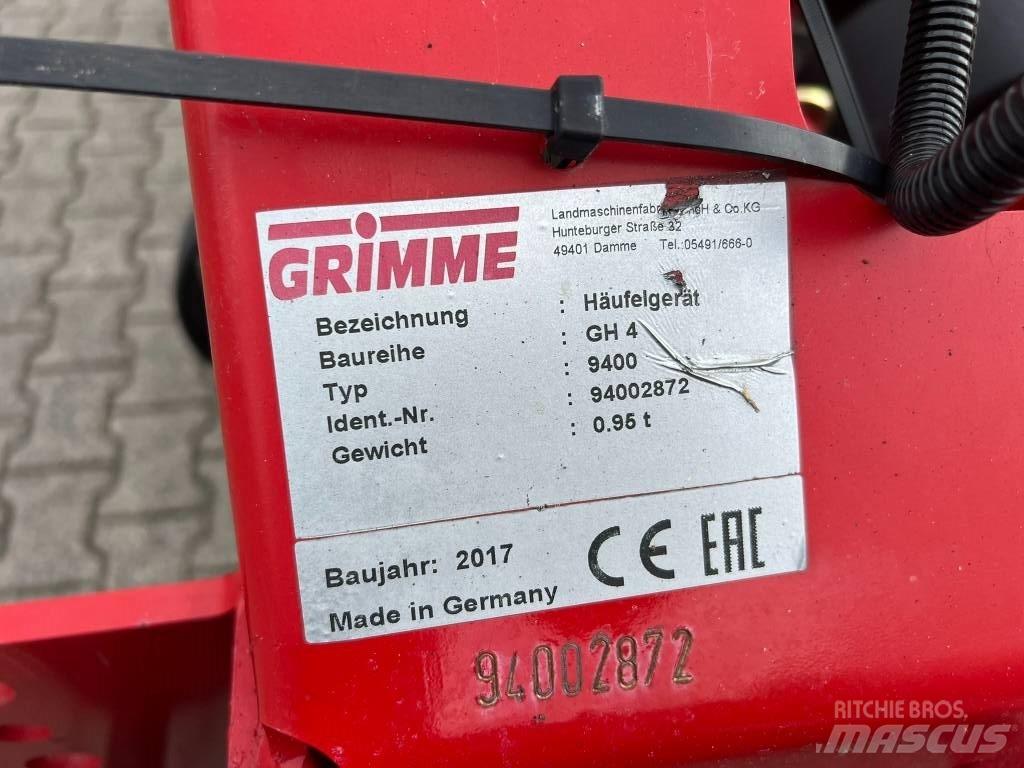 GRIMME
Landmaschinenfabrik GmbH & Co.KG
Hunteburger Straße 32
49401 Damme Tel.:05491/666-0
Bezeichnung : Häufelgerät
Baureihe : GH 4
Typ : 9400
Ident.-Nr. : 94002872
Gewicht : 0.95 t
Baujahr: 2017
Made in Germany
CE EAC
94002872
RITCHIE BROS.
MASCUS